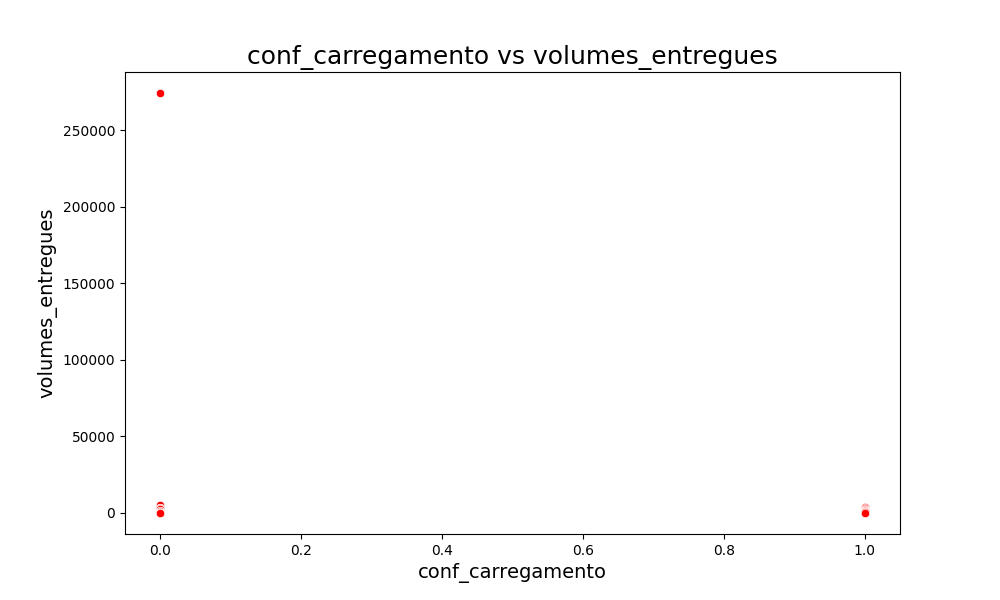 conf_carregamento vs volumes_entregues
250000
200000
150000
100000
50000
0
volumes_entregues
0.0 0.2 0.4 0.6 0.8 1.0
conf_carregamento